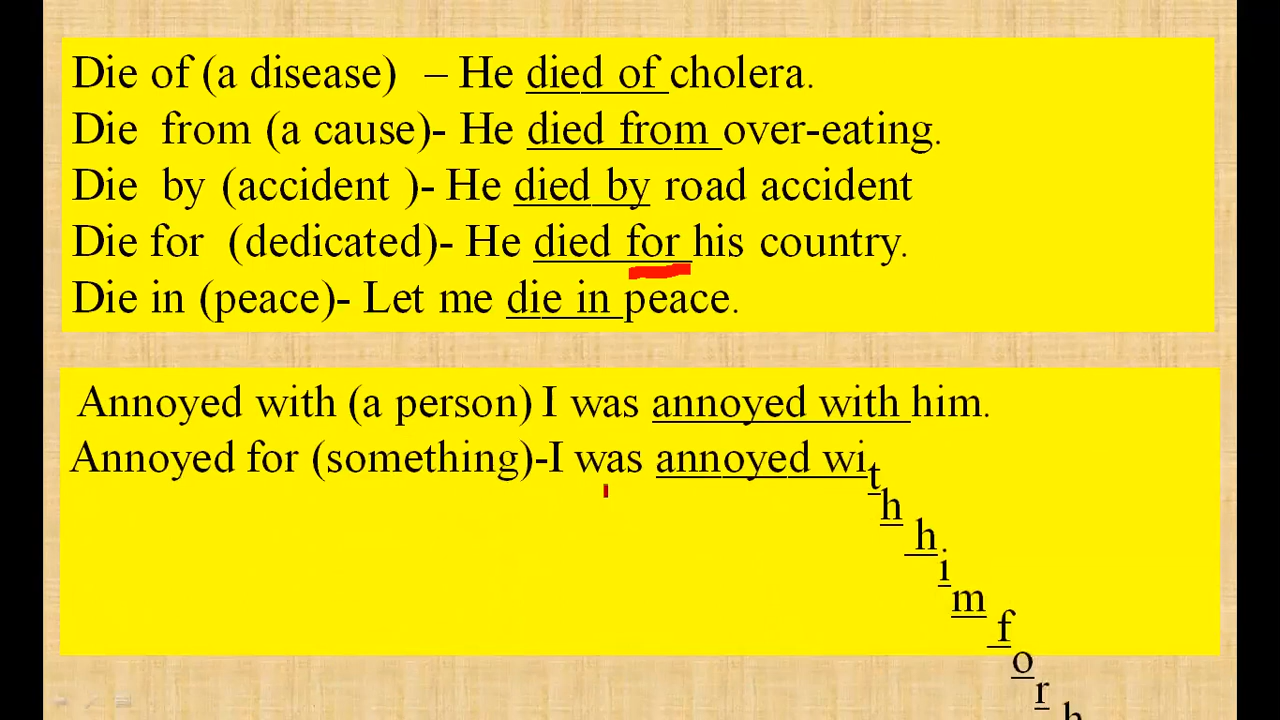 Die of (a disease) – He died of cholera.
Die from (a cause)- He died from over-eating.
Die by (accident )- He died by road accident
Die for (dedicated)- He died for his country.
Die in (peace)- Let me die in peace.
Annoyed with (a person) I was annoyed with him.
Annoyed for (something)-I was annoyed with him for h